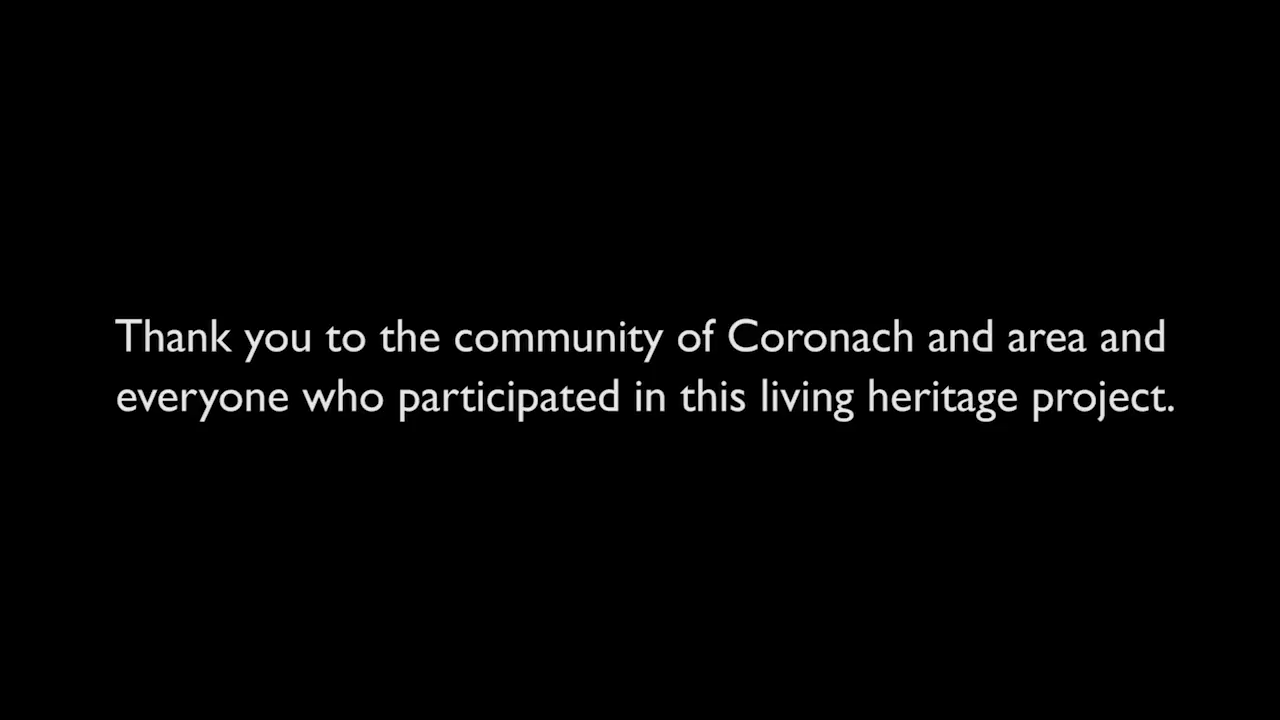 Thank you to the community of Coronach and area and
everyone who participated in this living heritage project.